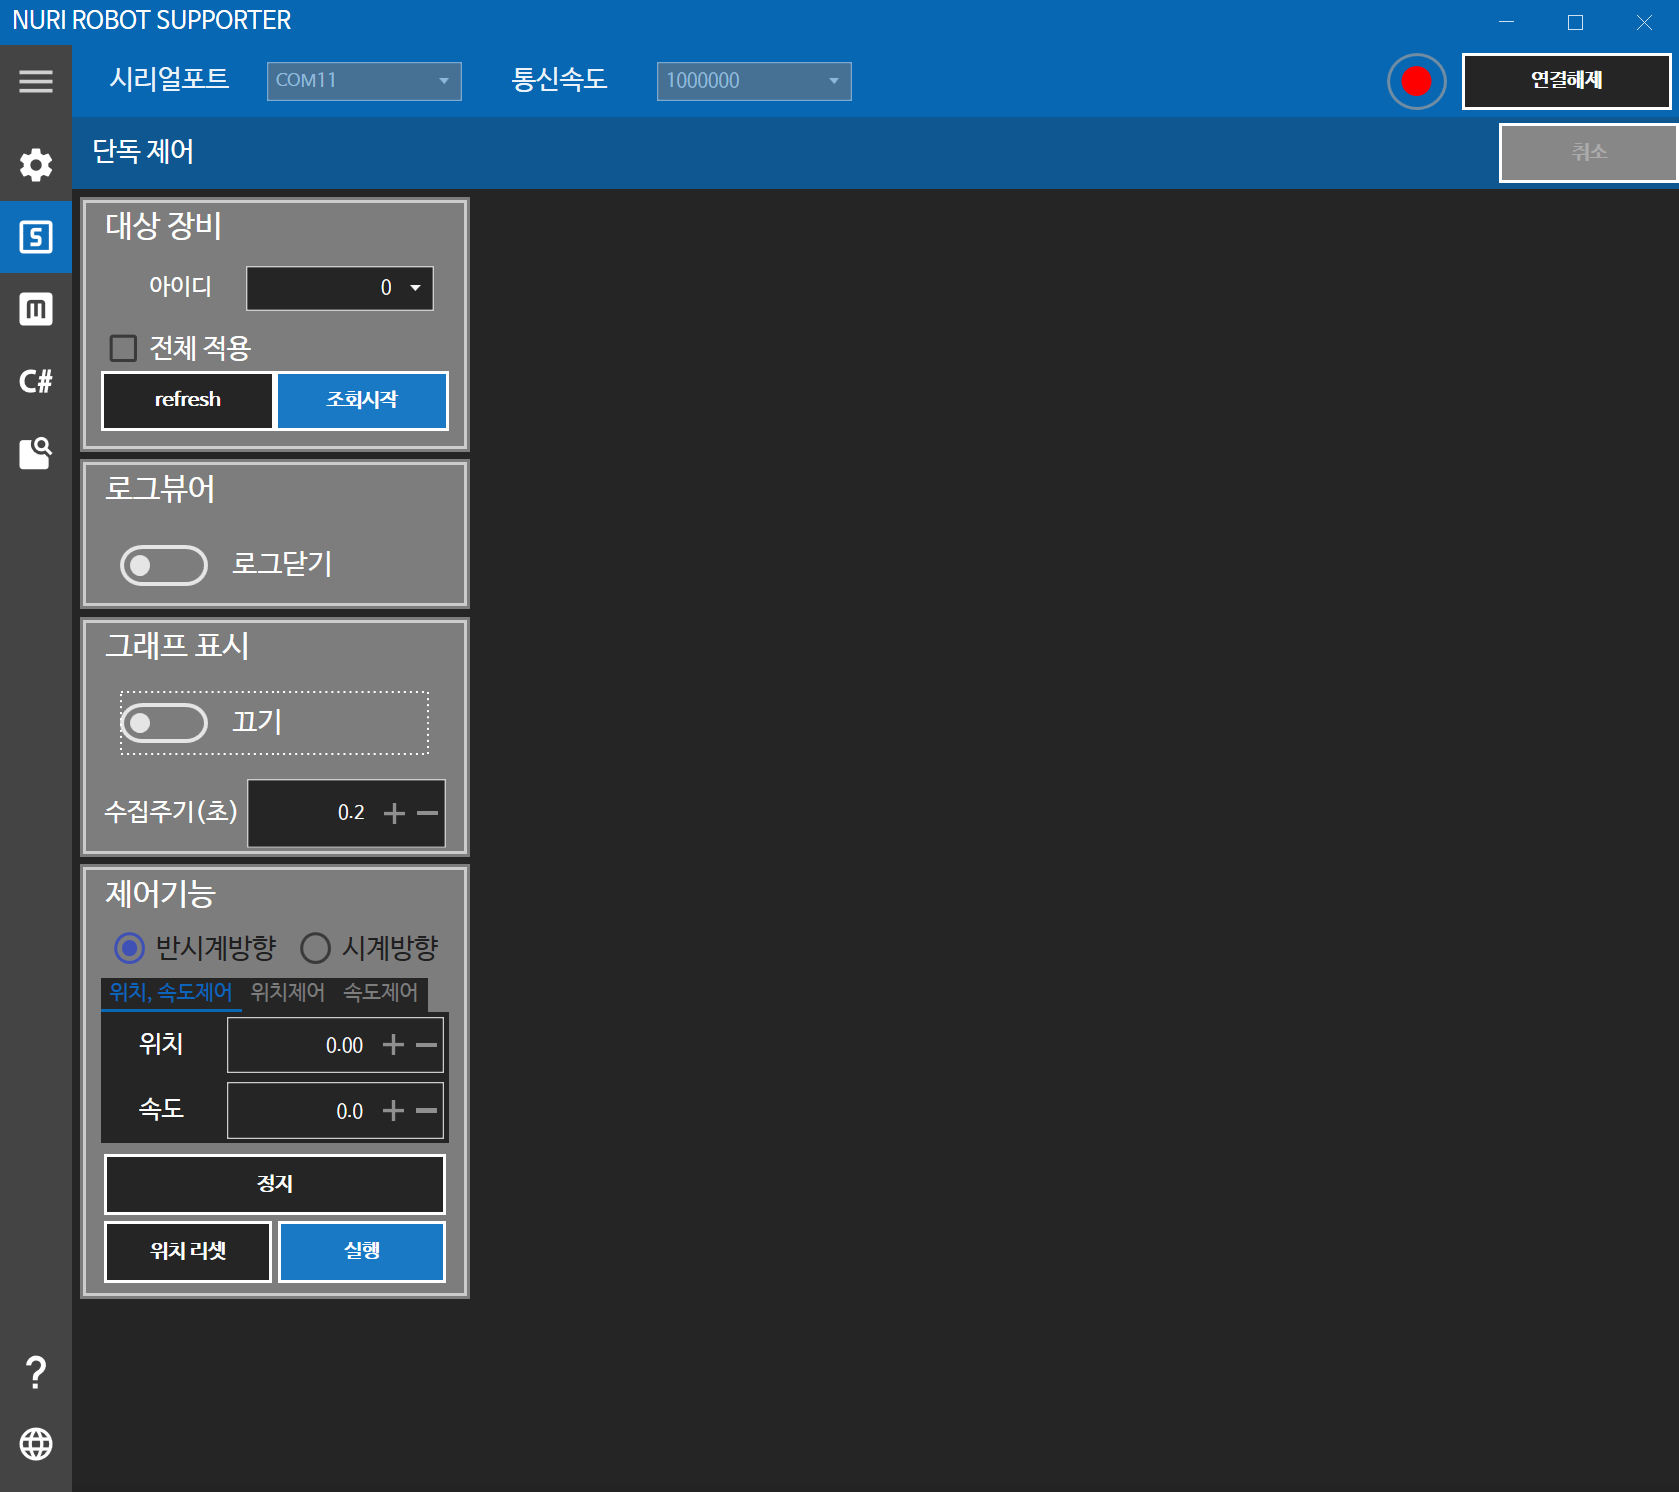 NURI ROBOT SUPPORTER
시리얼포트 COM11 통신속도 1000000 연결해제
단독 제어 취소
대상 장비
아이디 0
전체 적용
refresh 조회시작
로그뷰어
로그닫기
그래프 표시
끄기
수집주기(초) 0.2
제어기능
반시계방향 시계방향
위치, 속도제어 위치제어 속도제어
위치 0.00
속도 0.0
정지
위치 리셋 실행
S
m
C#
?